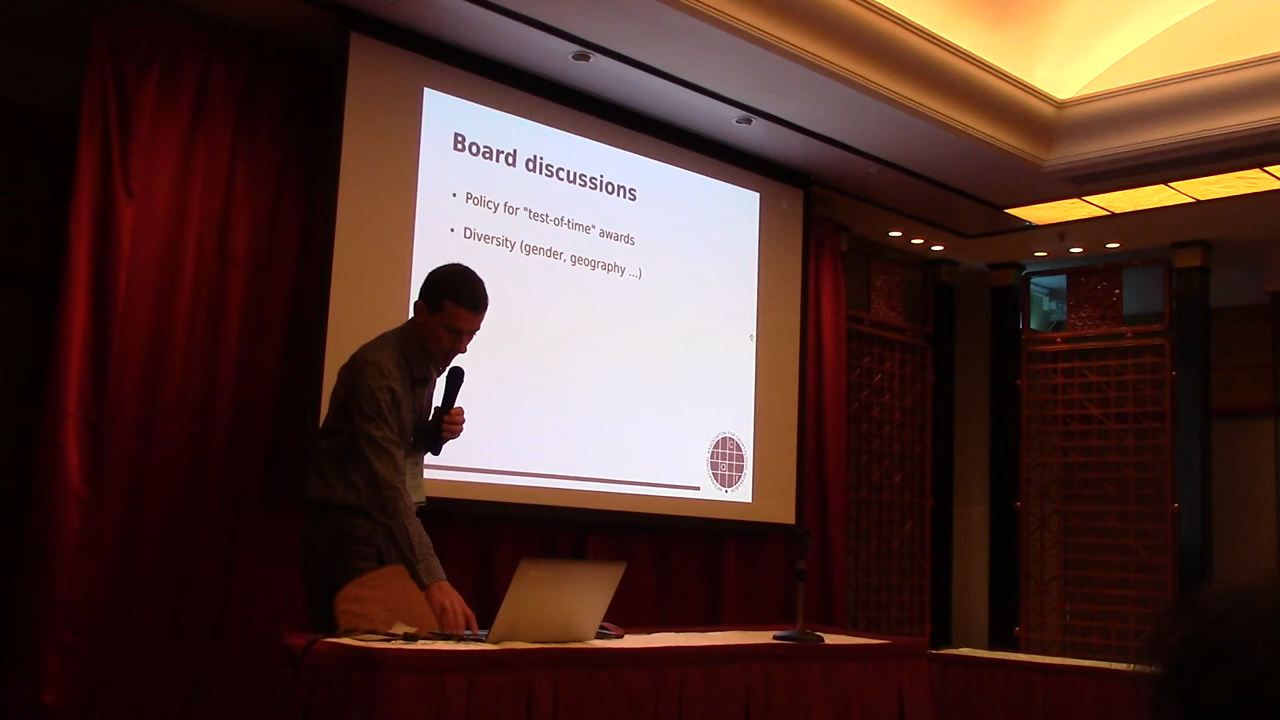 Board discussions
• Policy for "test-of-time" awards
• Diversity (gender, geography ...)